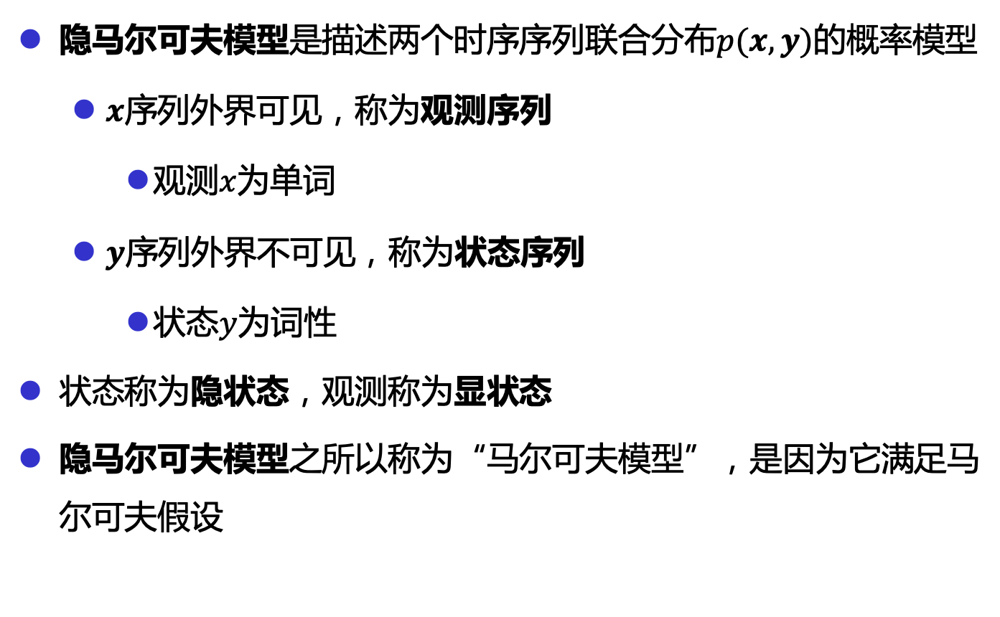 隐马尔可夫模型是描述两个时序序列联合分布p(x,y)的概率模型
x序列外界可见，称为观测序列
观测x为单词
y序列外界不可见，称为状态序列
状态y为词性
状态称为隐状态，观测称为显状态
隐马尔可夫模型之所以称为“马尔可夫模型”，是因为它满足马
尔可夫假设